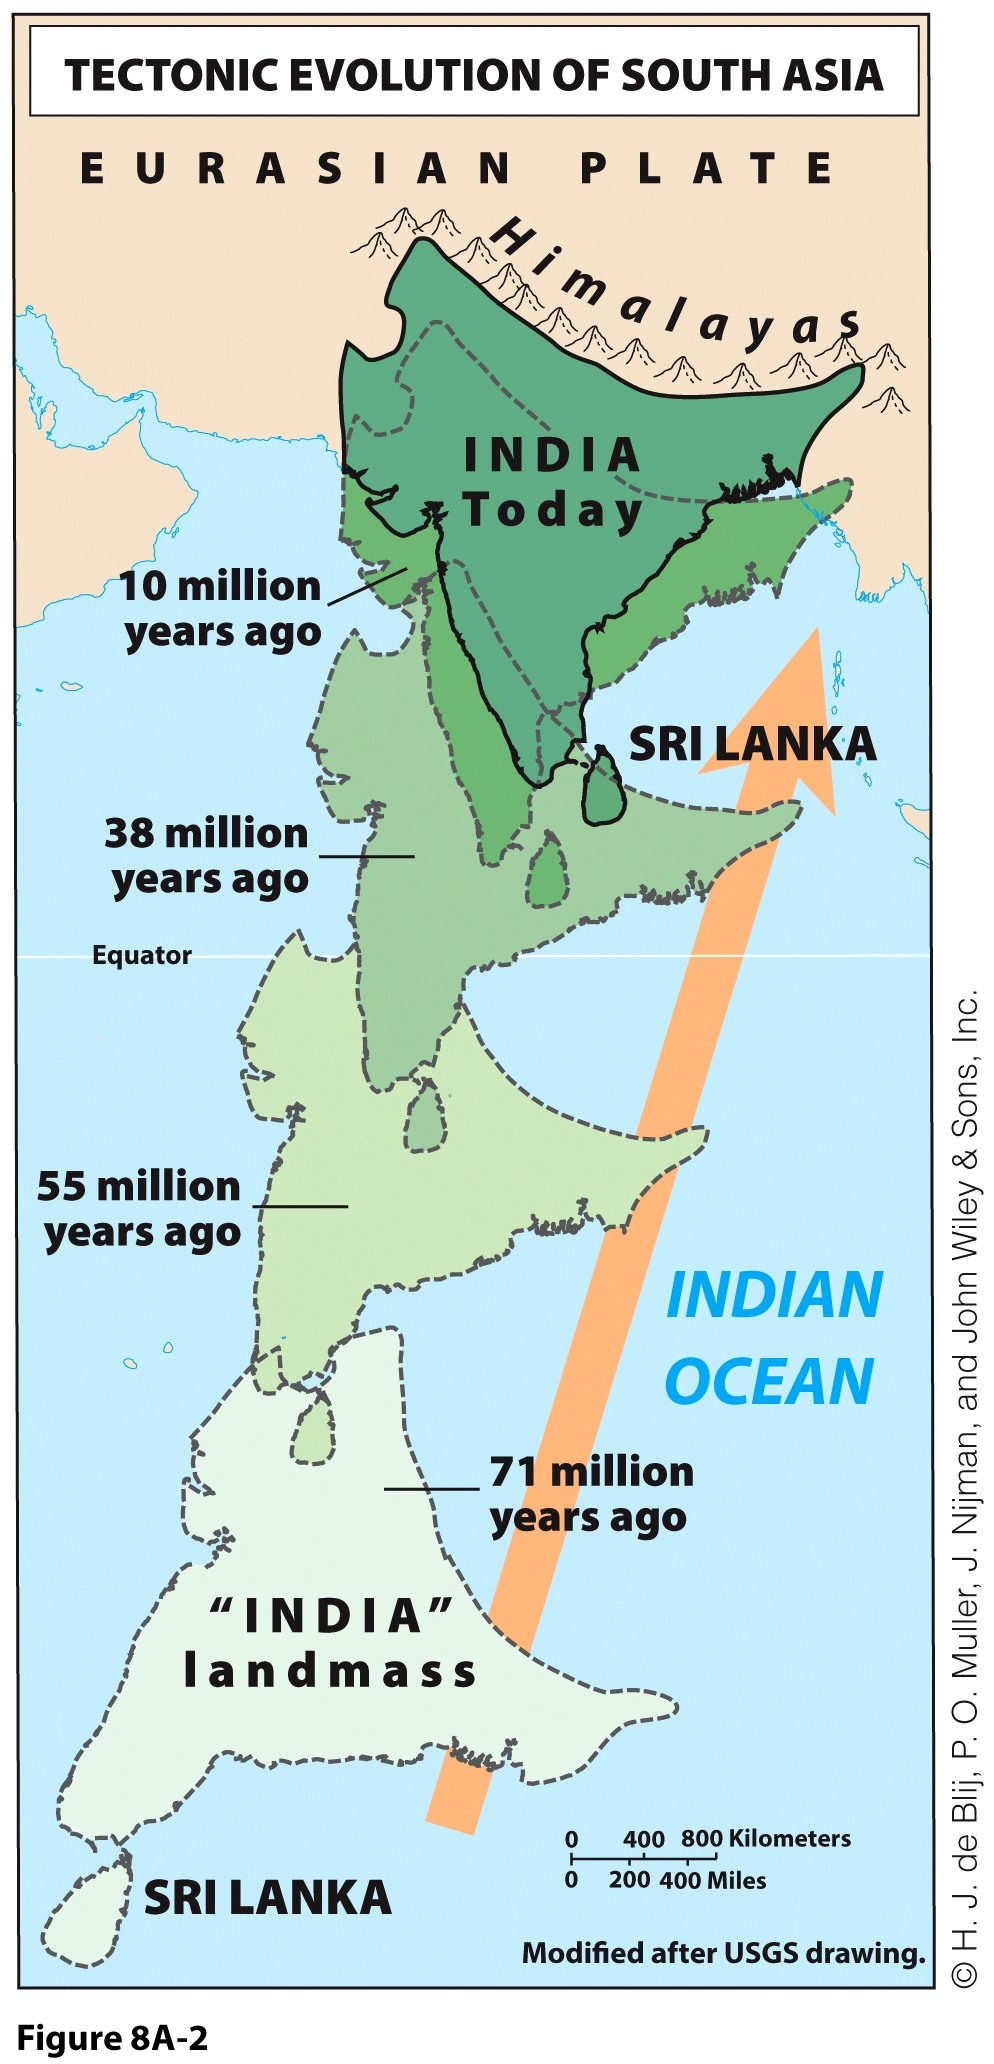 TECTONIC EVOLUTION OF SOUTH ASIA
EURASIAN PLATE
Himalayas
INDIA
Today
10 million
years ago
SRI LANKA
38 million
years ago
Equator
55 million
years ago
INDIAN
OCEAN
71 million
years ago
“INDIA”
landmass
SRI LANKA
0 400 800 Kilometers
0 200 400 Miles
Modified after USGS drawing.
© H. J. de Blij, P. O. Muller, J. Nijman, and John Wiley & Sons, Inc.
Figure 8A-2